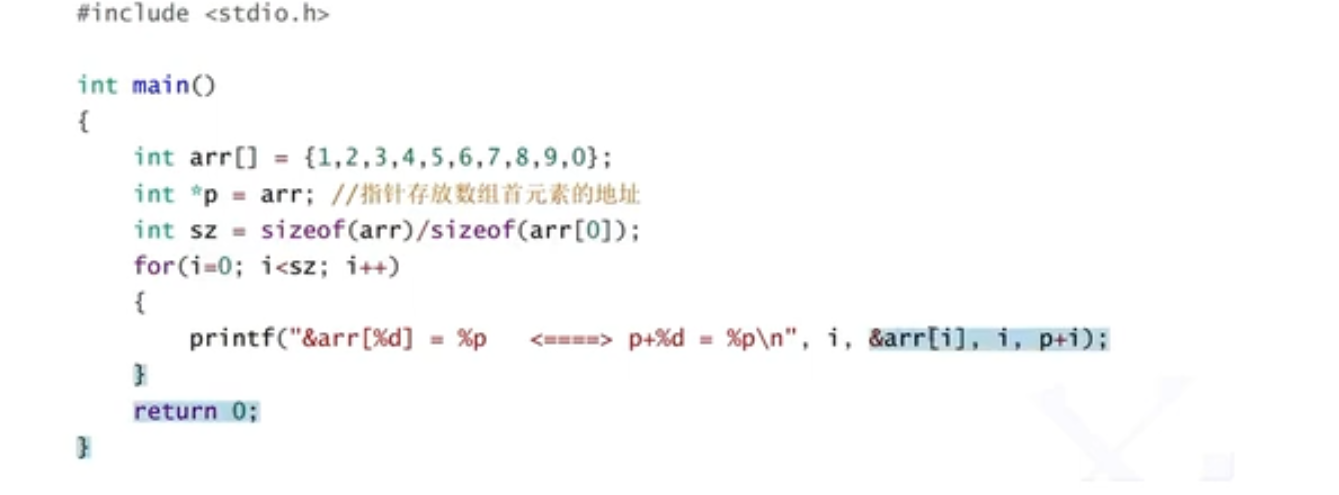 #include <stdio.h>
int main()
{
int arr[] = {1,2,3,4,5,6,7,8,9,0};
int *p = arr; //指针存放数组首元素的地址
int sz = sizeof(arr)/sizeof(arr[0]);
for(i=0; i<sz; i++)
{
printf("&arr[%d] = %p   <====> p+%d = %p\n", i, &arr[i], i, p+i);
}
return 0;
}